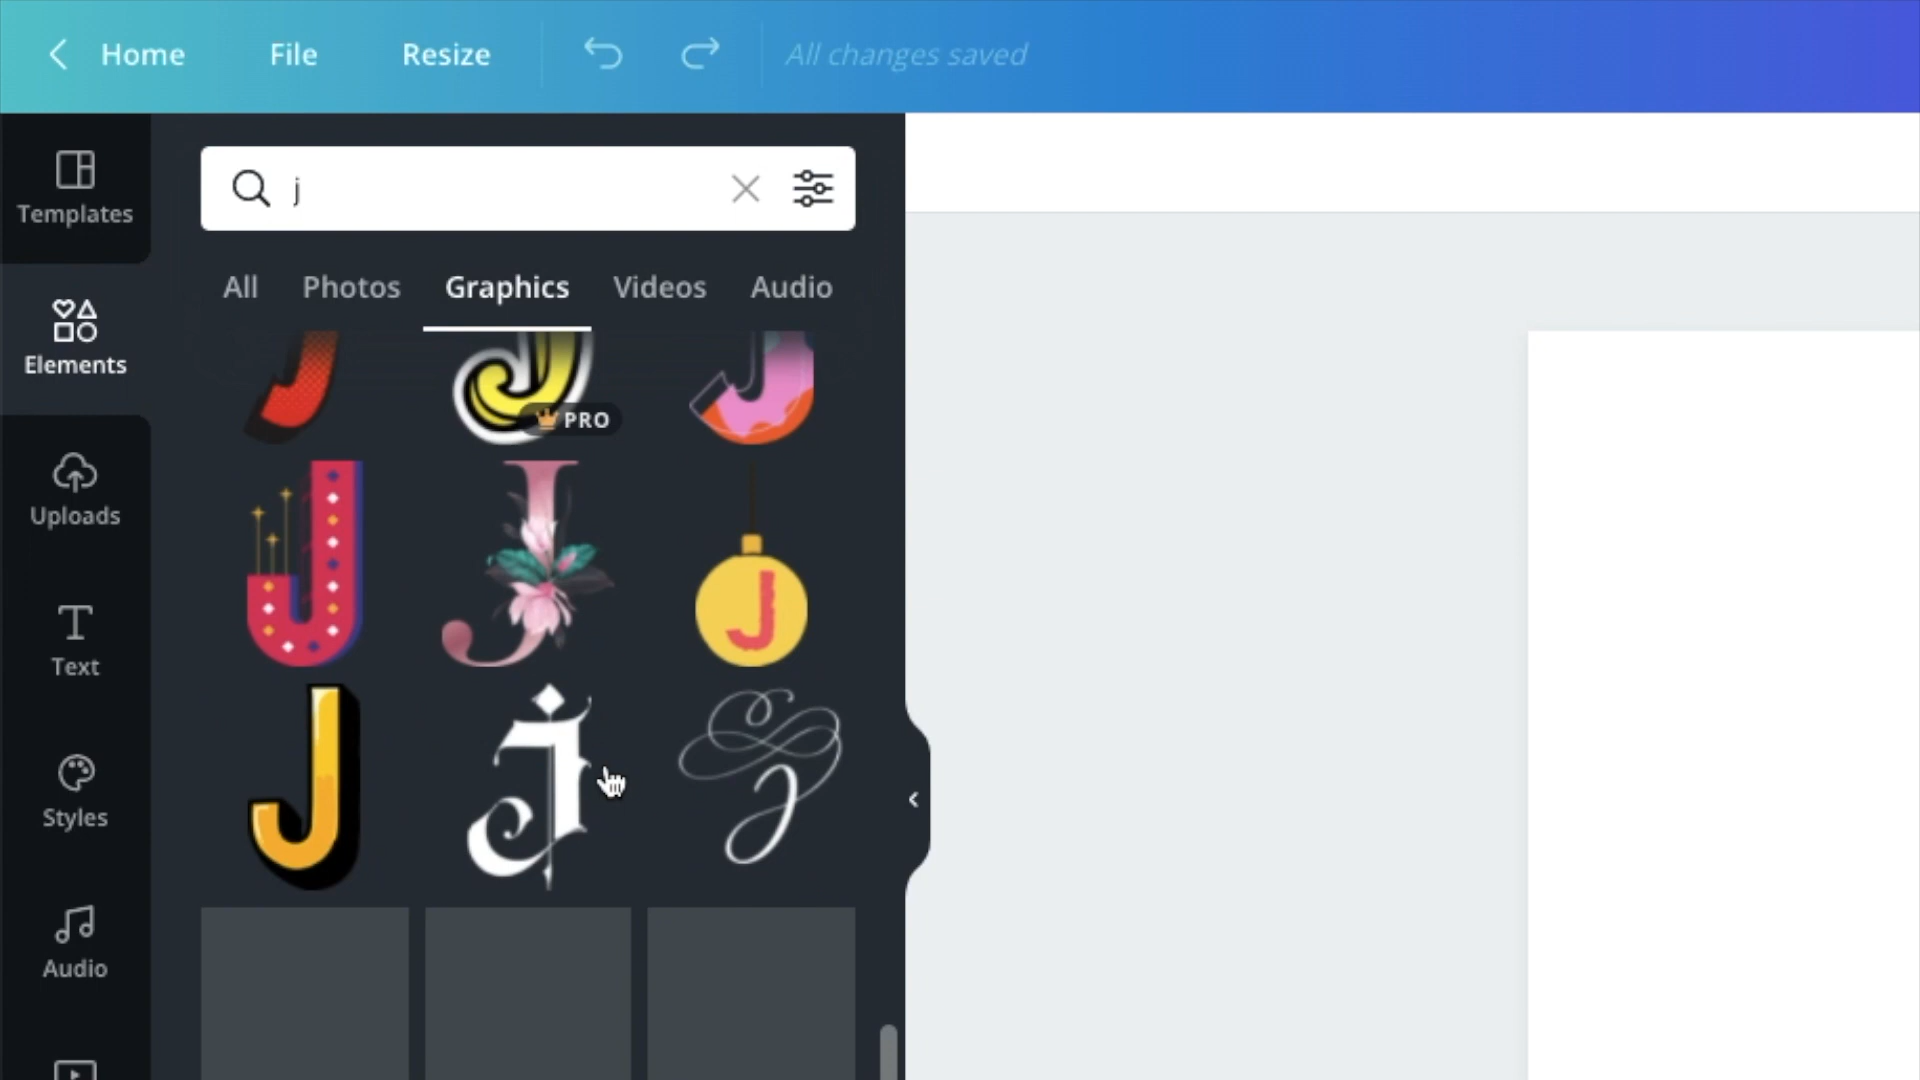 Home File Resize All changes saved
Templates
j
All Photos Graphics Videos Audio
Elements
J J J
PRO
J J J
Uploads
Text
J J J
Styles
Audio